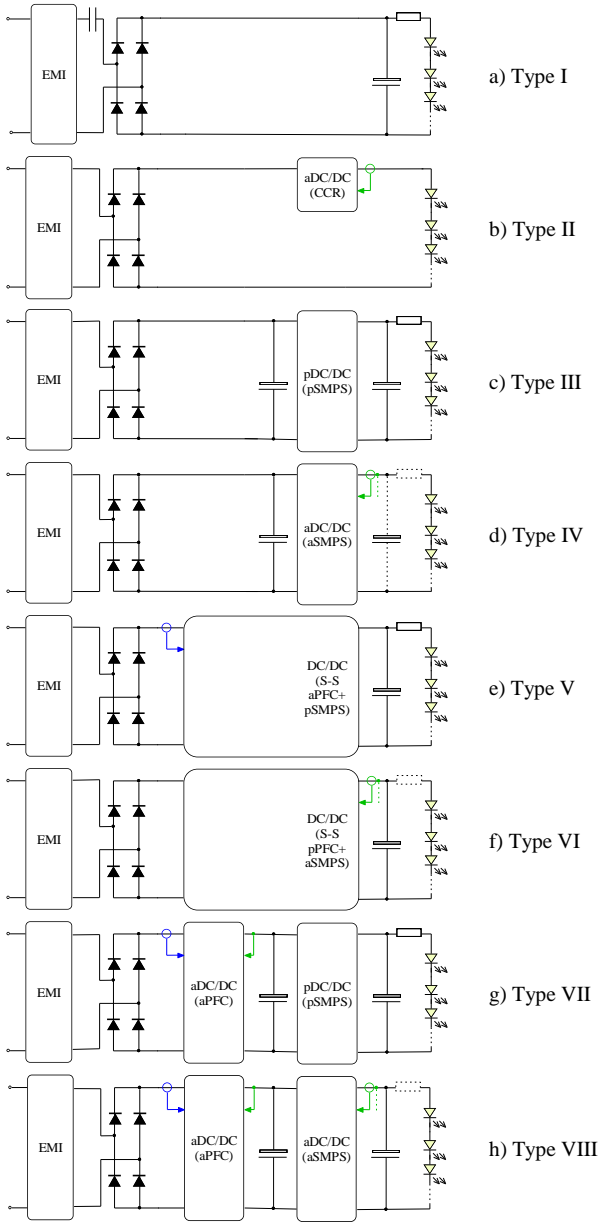 EMI
a) Type I
aDC/DC
(CCR)
EMI
b) Type II
EMI
pDC/DC
(pSMPS)
c) Type III
EMI
aDC/DC
(aSMPS)
d) Type IV
EMI
DC/DC
(S-S
aPFC+
pSMPS)
e) Type V
EMI
DC/DC
(S-S
pPFC+
aSMPS)
f) Type VI
EMI
aDC/DC
(aPFC)
pDC/DC
(pSMPS)
g) Type VII
EMI
aDC/DC
(aPFC)
aDC/DC
(aSMPS)
h) Type VIII